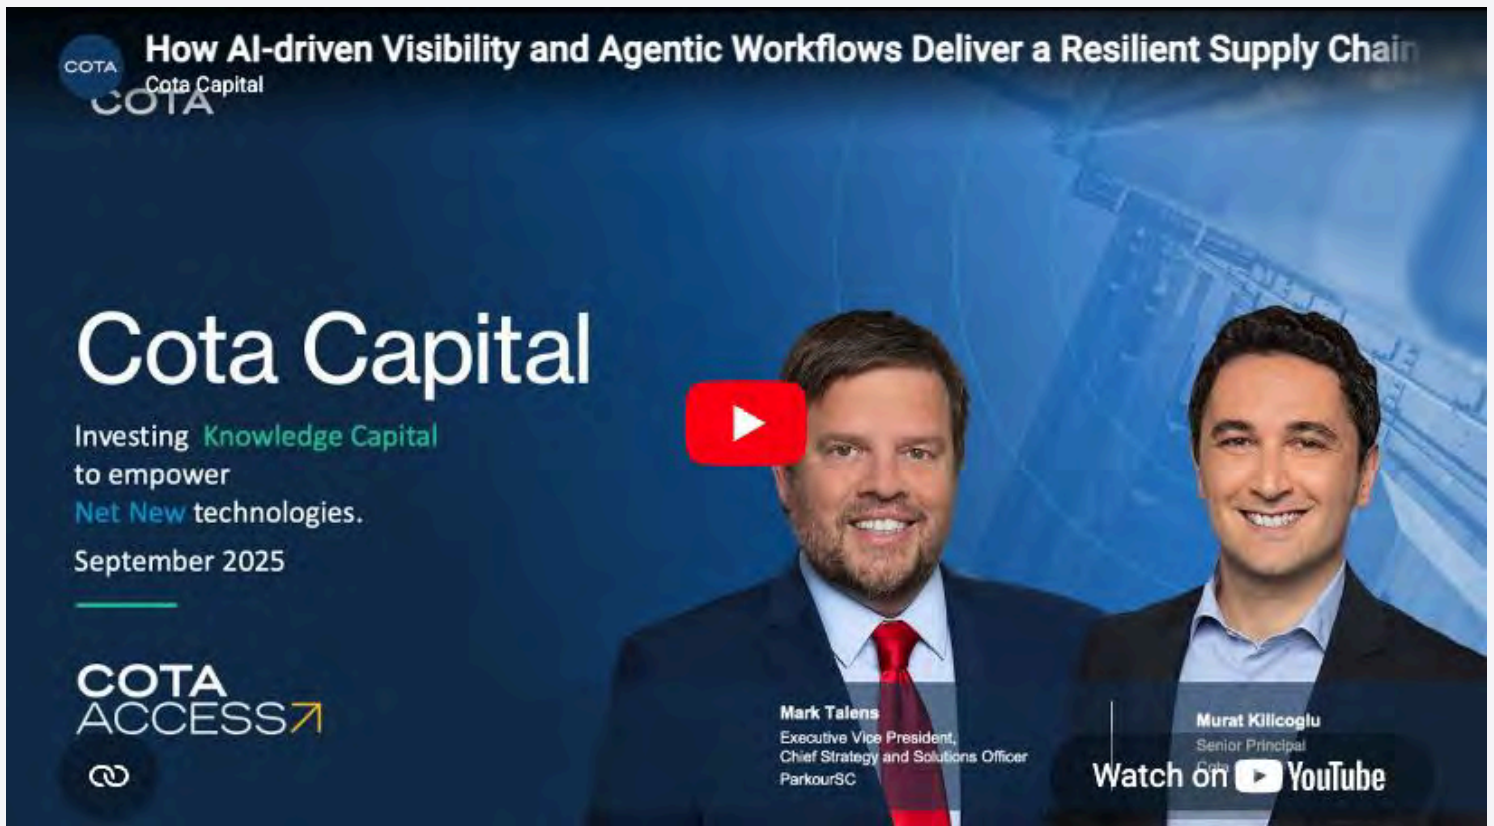 COTA
How AI-driven Visibility and Agentic Workflows Deliver a Resilient Supply Chain
Cota Capital
COTA
Cota Capital
Investing Knowledge Capital
to empower
Net New technologies.
September 2025
COTA
ACCESS
Mark Talens
Executive Vice President,
Chief Strategy and Solutions Officer
ParkourSC
Murat Kilicoglu
Senior Principal
Cota
Watch on YouTube